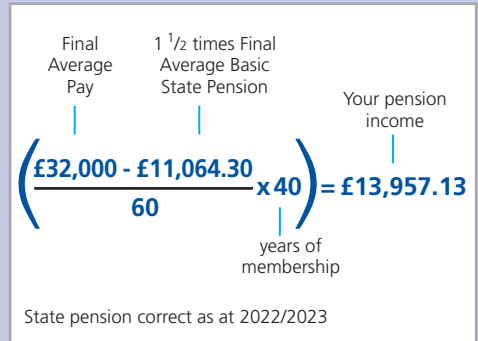 Final
Average
Pay
1 1/2 times Final
Average Basic
State Pension
Your pension
income
(£32,000 - £11,064.30
60
x 40) = £13,957.13
years of
membership
State pension correct as at 2022/2023